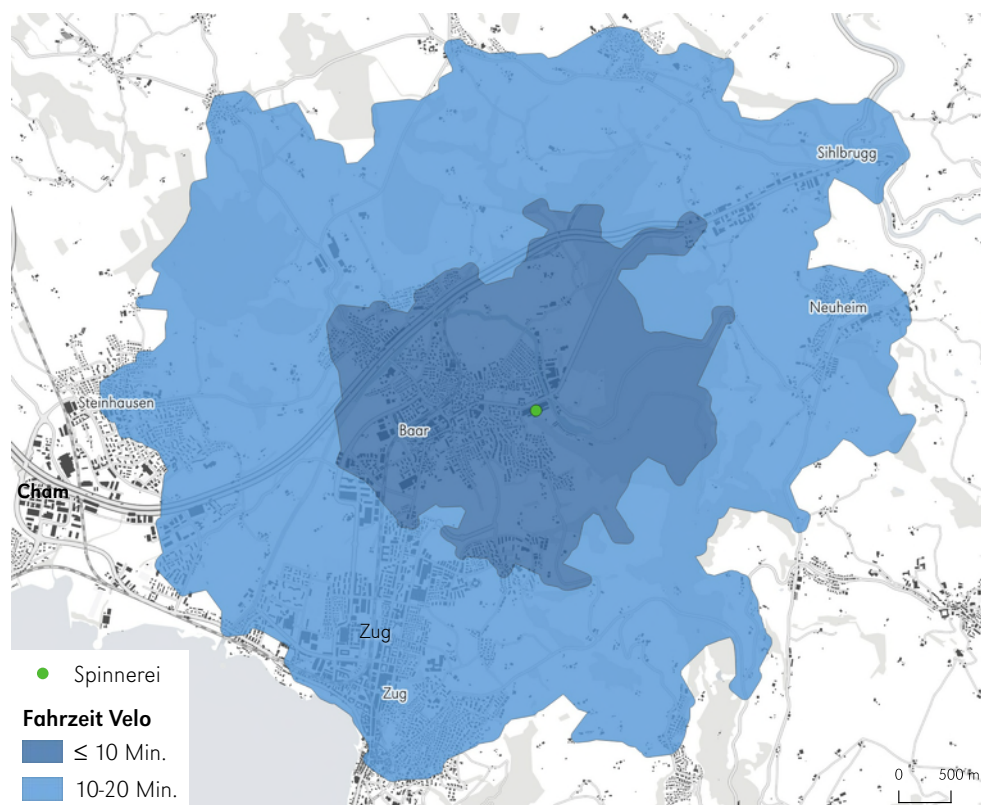 Sihlbrugg
Neuheim
Steinhausen
Baar
Cham
Zug
Zug
Spinnerei
Fahrzeit Velo
≤ 10 Min.
10-20 Min.
0 500 m